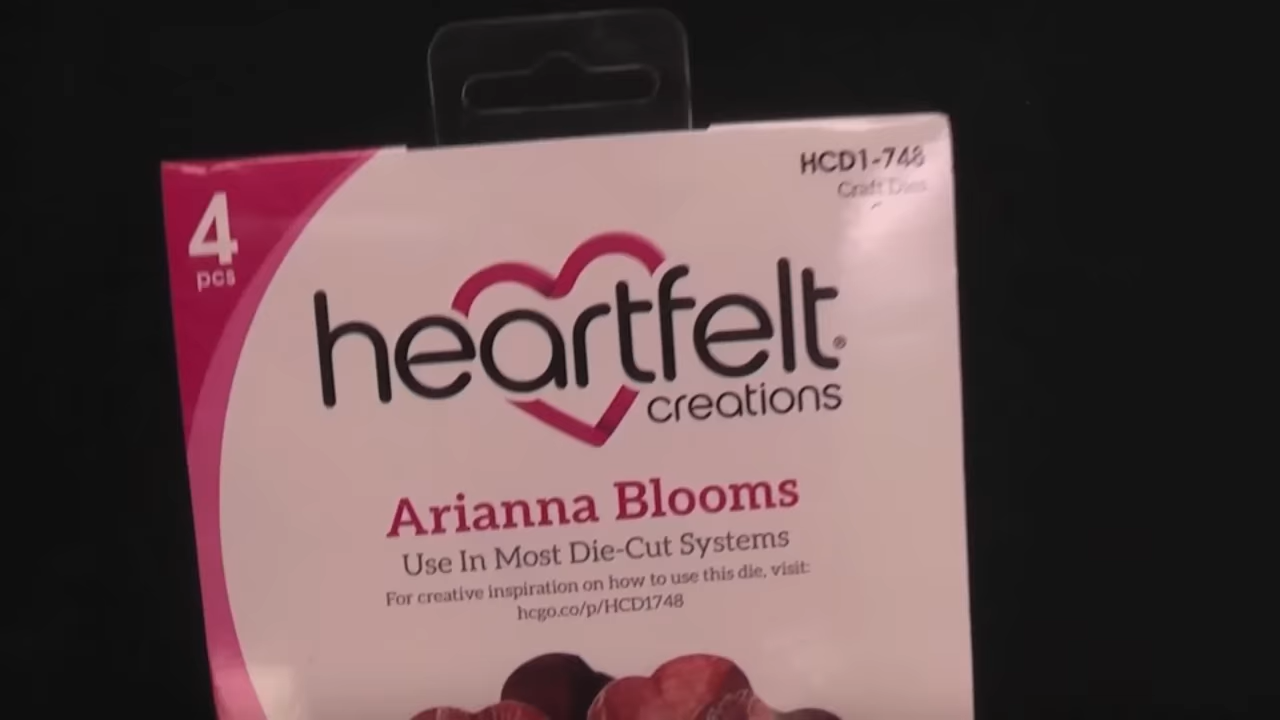 4
pcs
HCD1-748
Craft Dies
heartfelt®
creations
Arianna Blooms
Use In Most Die-Cut Systems
For creative inspiration on how to use this die, visit:
hcgo.co/p/HCD1748